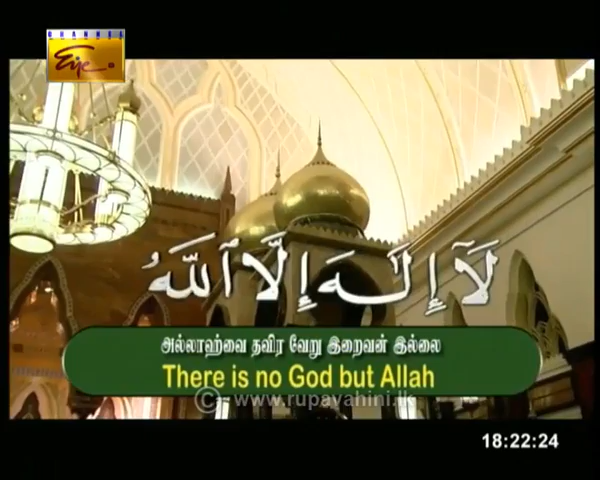 CHANNEL
Eye
لَآ إِلَـٰهَ إِلَّا ٱللَّهُ
அல்லாஹ்வை தவிர வேறு இறைவன் இல்லை
There is no God but Allah
© www.rupavahini.lk
18:22:24